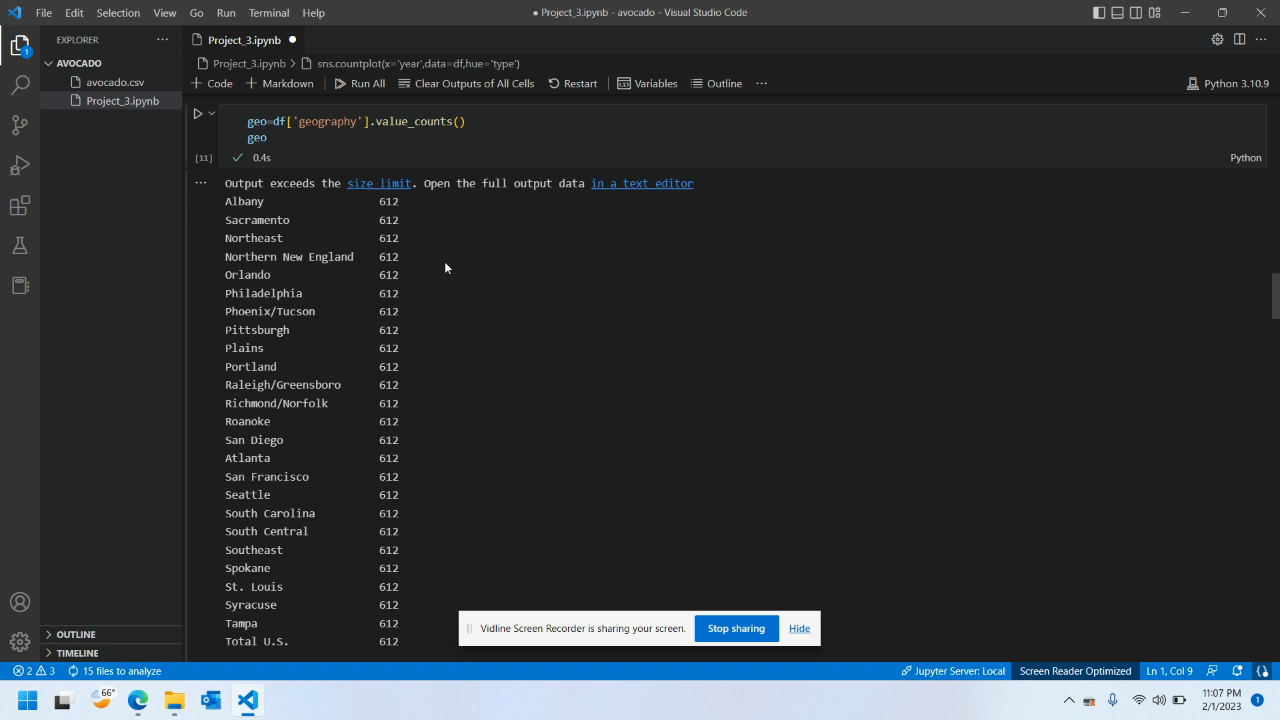 File Edit Selection View Go Run Terminal Help
● Project_3.ipynb - avocado - Visual Studio Code
EXPLORER
Project_3.ipynb
AVOCADO
Project_3.ipynb > sns.countplot(x='year',data=df,hue='type')
avocado.csv
Code Markdown Run All Clear Outputs of All Cells Restart Variables Outline
Python 3.10.9
Project_3.ipynb
1
geo=df['geography'].value_counts()
geo
[11] 0.4s
Python
Output exceeds the size limit. Open the full output data in a text editor
Albany 612
Sacramento 612
Northeast 612
Northern New England 612
Orlando 612
Philadelphia 612
Phoenix/Tucson 612
Pittsburgh 612
Plains 612
Portland 612
Raleigh/Greensboro 612
Richmond/Norfolk 612
Roanoke 612
San Diego 612
Atlanta 612
San Francisco 612
Seattle 612
South Carolina 612
South Central 612
Southeast 612
Spokane 612
St. Louis 612
Syracuse 612
Tampa 612
Total U.S. 612
Vidline Screen Recorder is sharing your screen. Stop sharing Hide
OUTLINE
TIMELINE
2 3 15 files to analyze
Jupyter Server: Local Screen Reader Optimized Ln 1, Col 9
66°
11:07 PM
2/1/2023
1